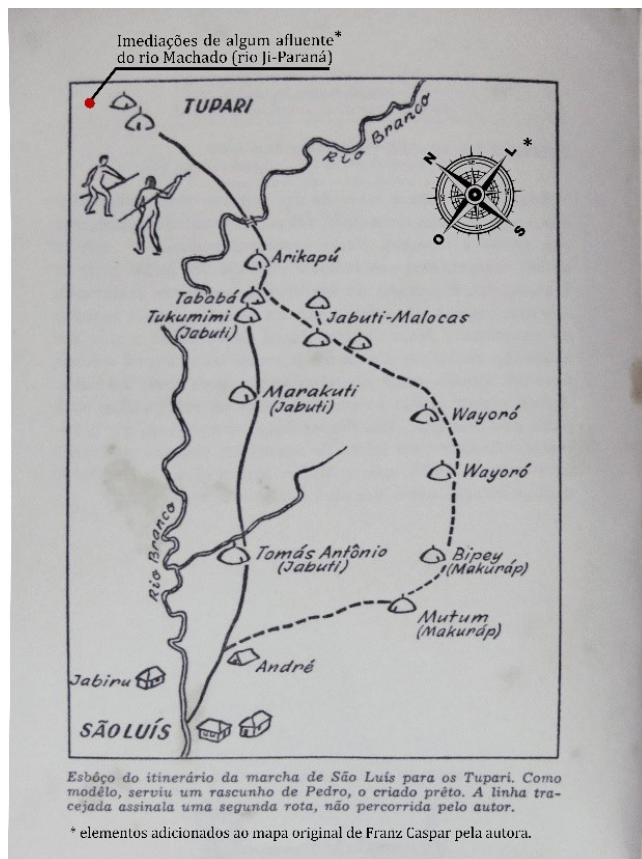 Imediações de algum afluente*
do rio Machado (rio Ji-Paraná)
TUPARI
Rio Branco
N
L *
O
S
Arikapú
Tababá
Tukumimi
(Jabuti)
Jabuti-Malocas
Marakuti
(Jabuti)
Wayoró
Wayoró
Rio Branco
Tomás Antônio
(Jabuti)
Bipey
(Makuráp)
Mutum
(Makuráp)
André
Jabiru
SÃO LUÍS
Esbôço do itinerário da marcha de São Luís para os Tupari. Como
modêlo, serviu um rascunho de Pedro, o criado prêto. A linha tra-
cejada assinala uma segunda rota, não percorrida pelo autor.
* elementos adicionados ao mapa original de Franz Caspar pela autora.